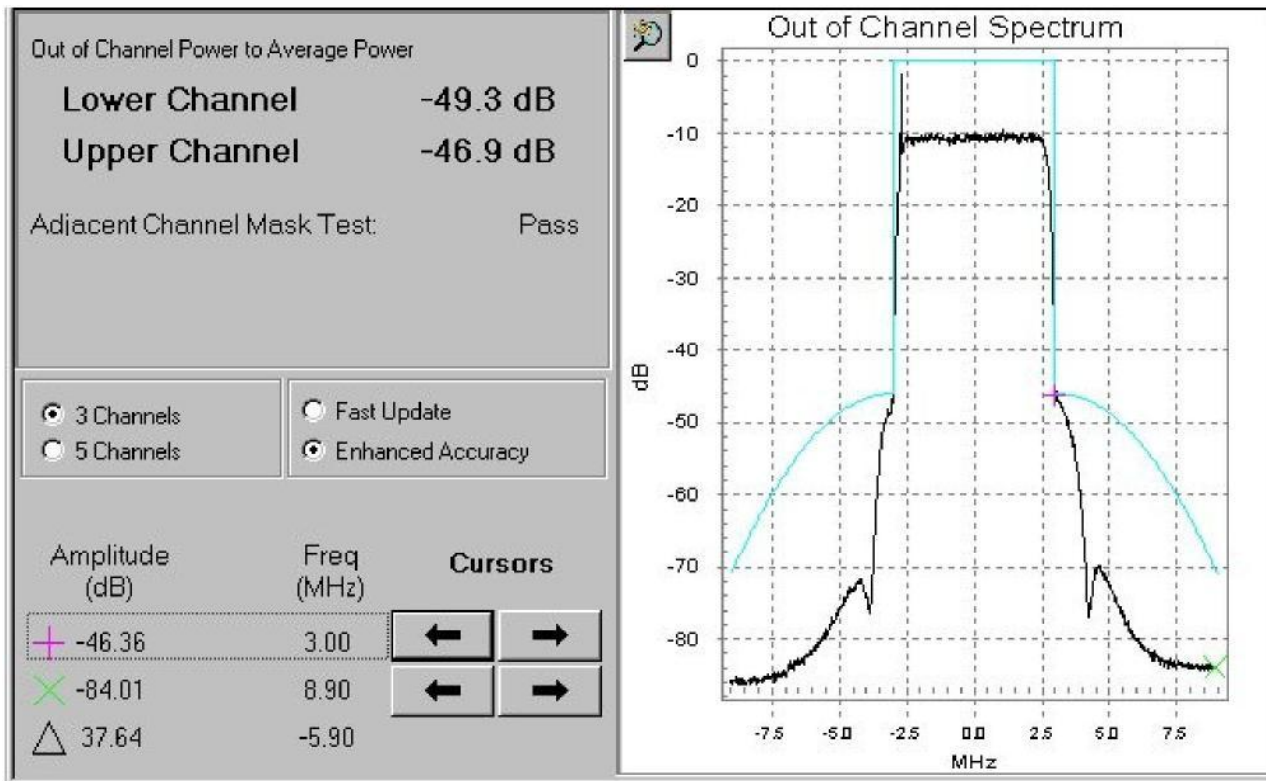 Out of Channel Power to Average Power
Lower Channel -49.3 dB
Upper Channel -46.9 dB
Adjacent Channel Mask Test: Pass
3 Channels
5 Channels
Fast Update
Enhanced Accuracy
Amplitude (dB)
Freq (MHz)
Cursors
-46.36 3.00
-84.01 8.90
37.64 -5.90
Out of Channel Spectrum
0
-10
-20
-30
-40
-50
-60
-70
-80
dB
-7.5 -5.0 -2.5 0.0 2.5 5.0 7.5
MHz